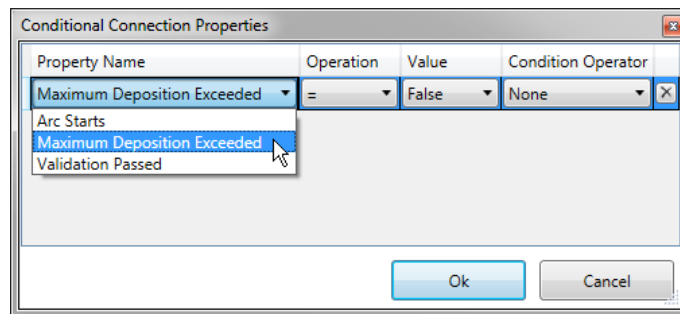 Conditional Connection Properties
Property Name Operation Value Condition Operator
Maximum Deposition Exceeded = False None
Arc Starts
Maximum Deposition Exceeded
Validation Passed
Ok Cancel